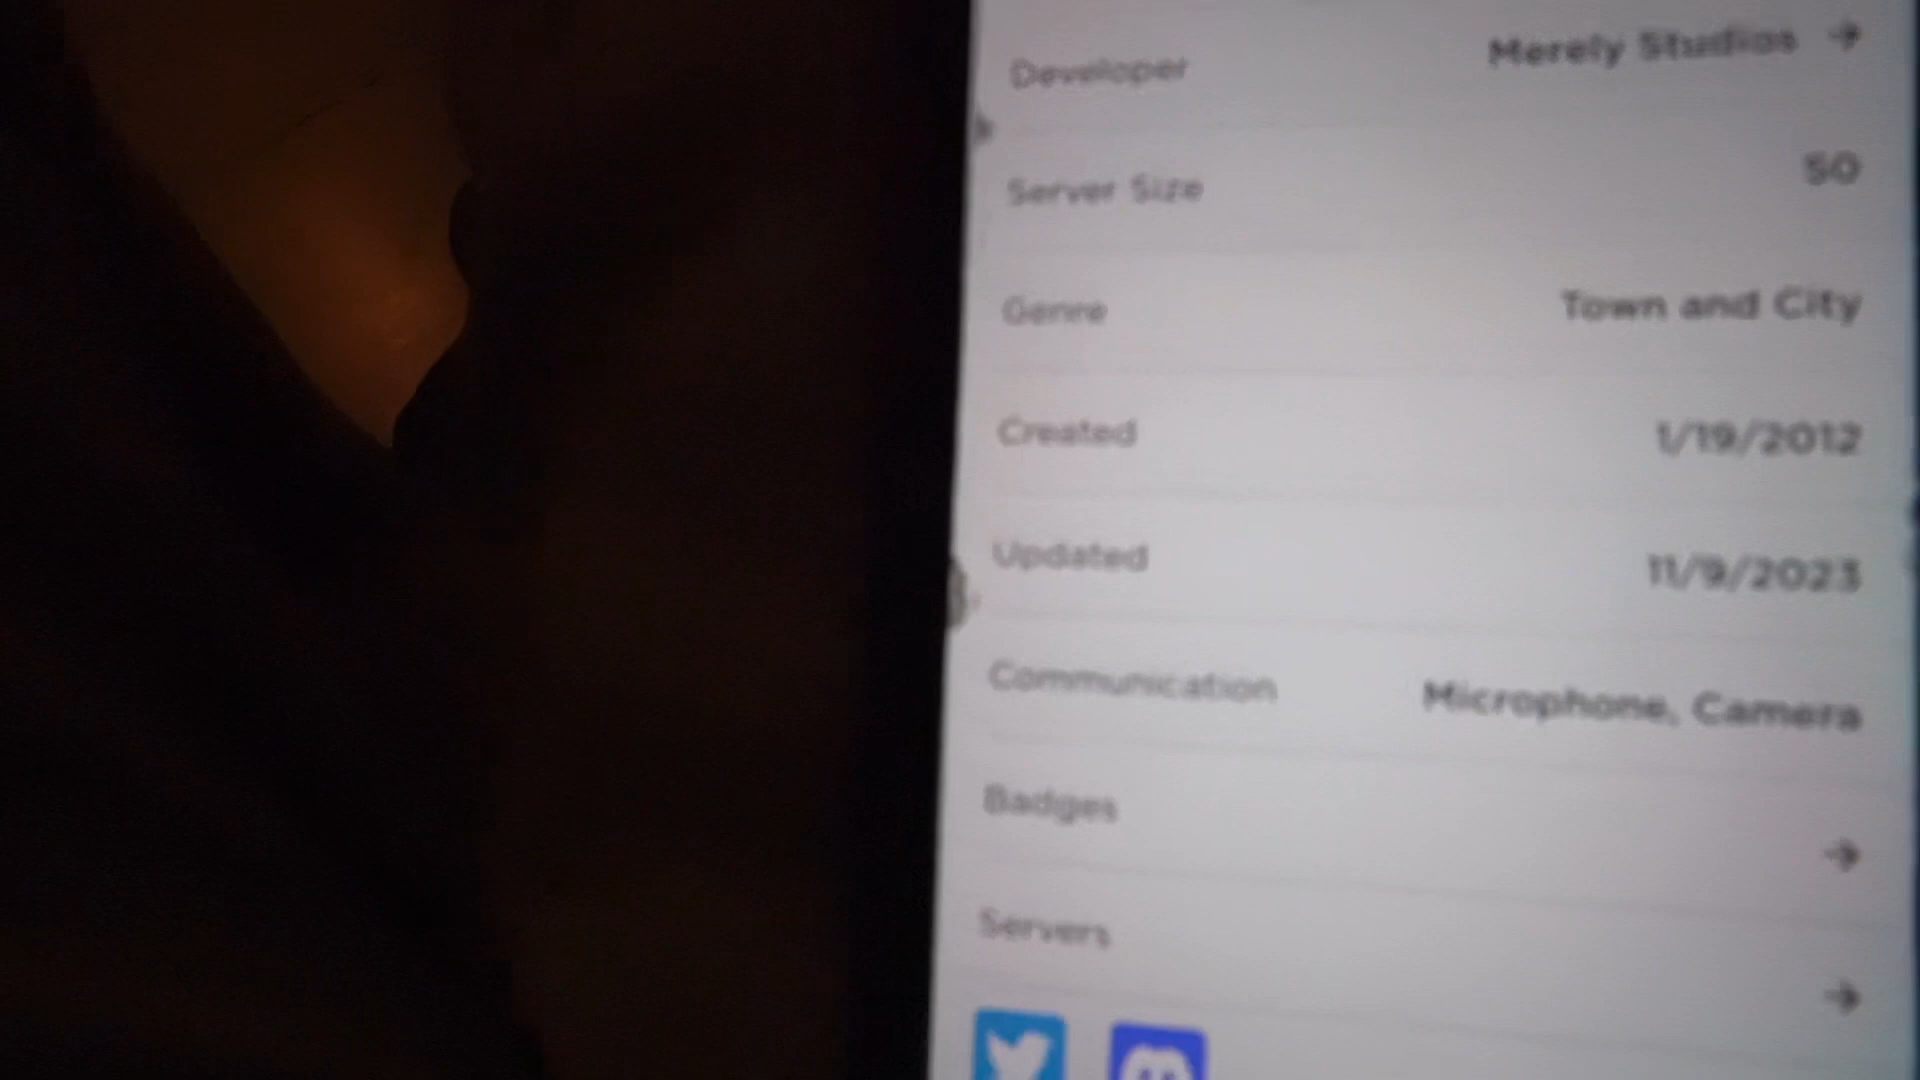 Developer Merely Studios →
Server Size 50
Genre Town and City
Created 1/19/2012
Updated 11/9/2023
Communication Microphone, Camera
Badges →
Servers →